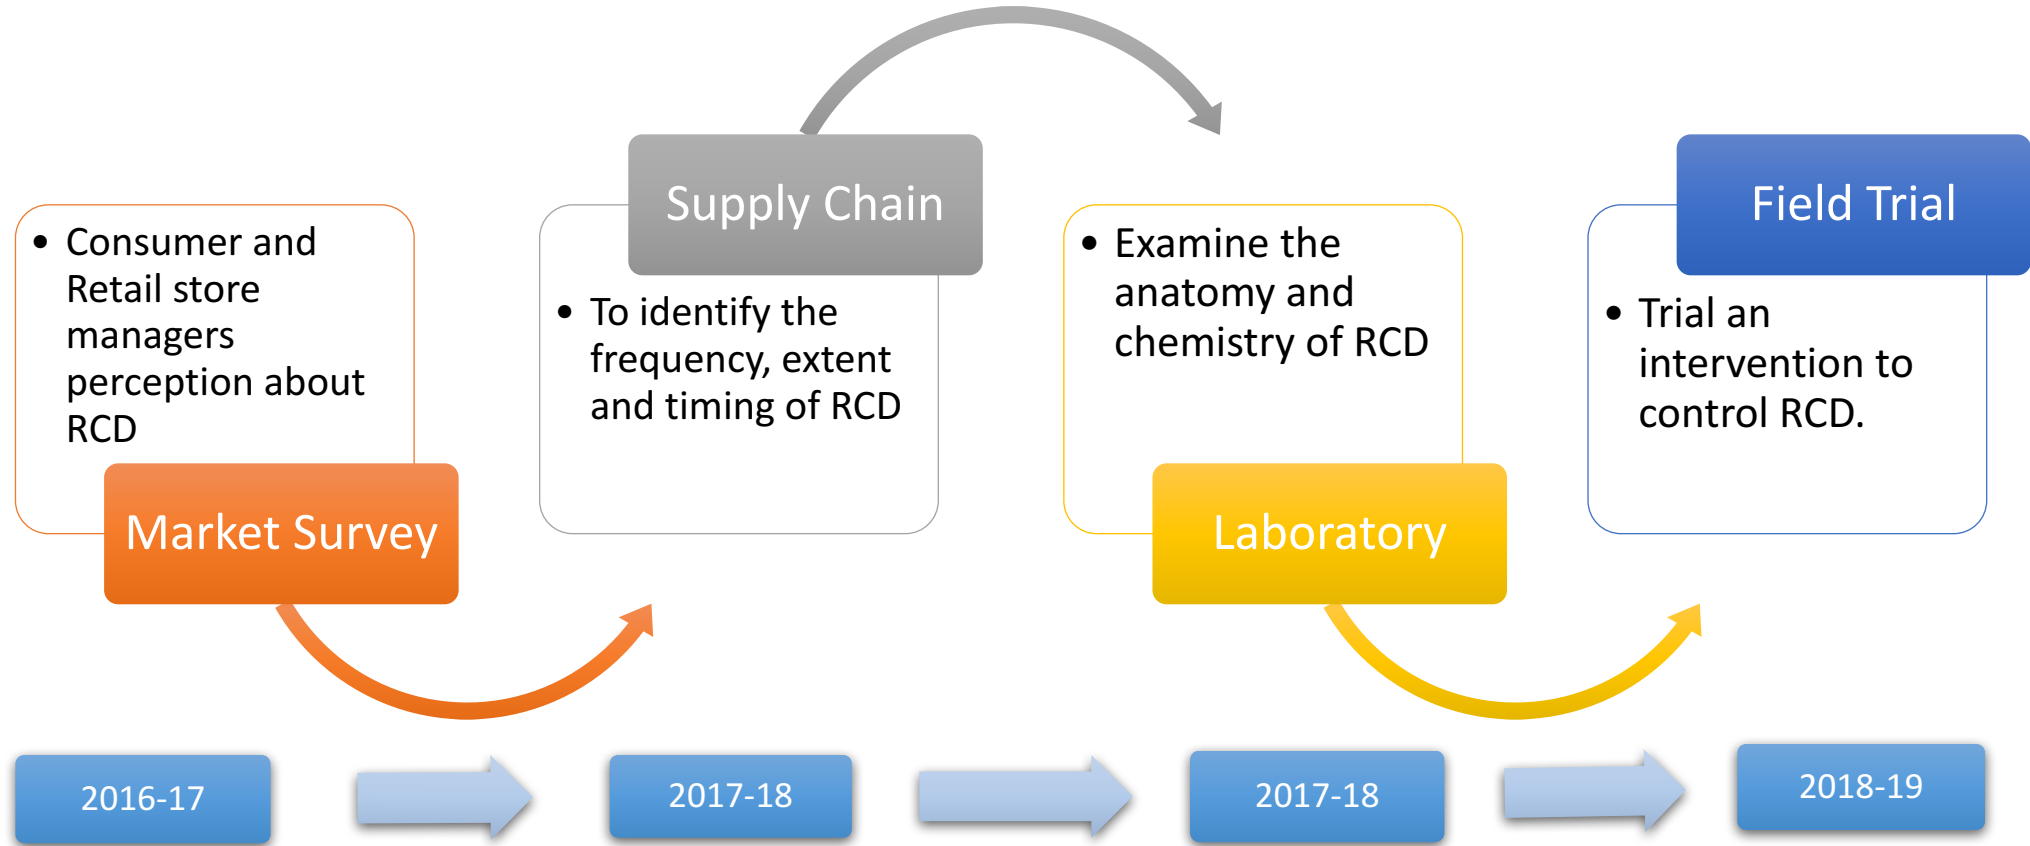 • Consumer and
Retail store
managers
perception about
RCD
Market Survey
Supply Chain
• To identify the
frequency, extent
and timing of RCD
• Examine the
anatomy and
chemistry of RCD
Laboratory
Field Trial
• Trial an
intervention to
control RCD.
2016-17
2017-18
2017-18
2018-19